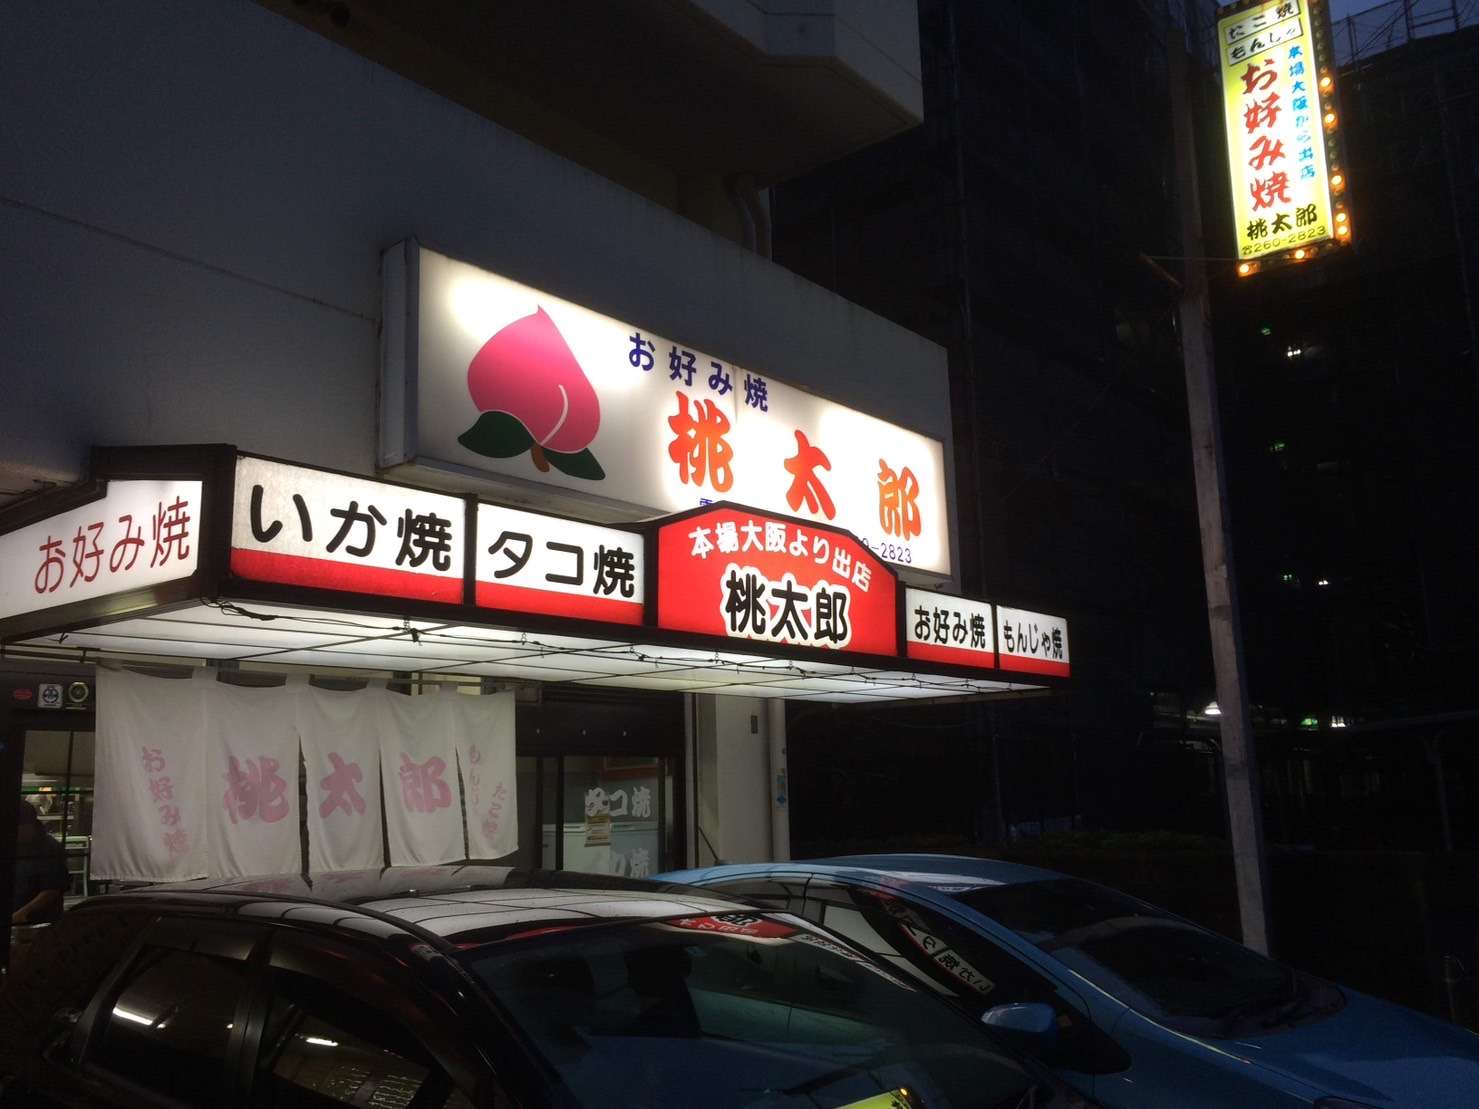 たこ焼
もんじゃ
本場大阪から出店
お好み焼
桃太郎
☎260-2823
お好み焼
桃太郎
-2823
お好み焼
いか焼
タコ焼
本場大阪より出店
桃太郎
お好み焼
もんじゃ焼
お好み焼
桃太郎
もんじ
たこ焼
タコ焼